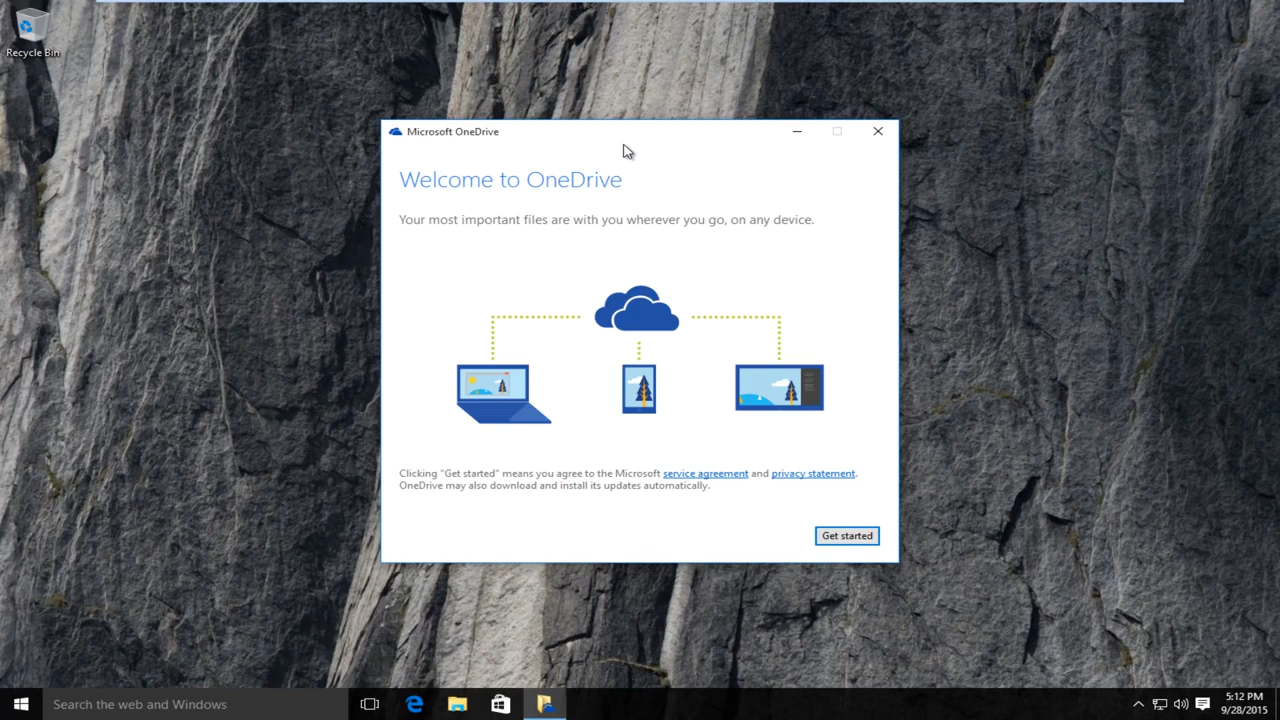 Recycle Bin
Microsoft OneDrive
Welcome to OneDrive
Your most important files are with you wherever you go, on any device.
Clicking "Get started" means you agree to the Microsoft service agreement and privacy statement.
OneDrive may also download and install its updates automatically.
Get started
Search the web and Windows
5:12 PM
9/28/2015